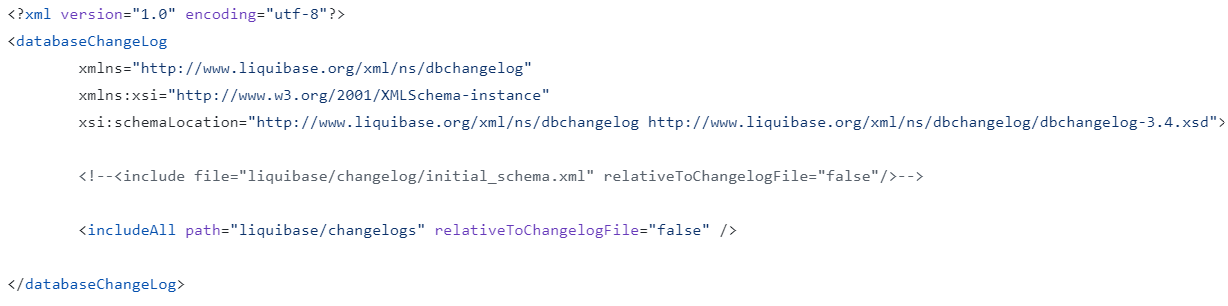 <?xml version="1.0" encoding="utf-8"?>
<databaseChangeLog
xmlns="http://www.liquibase.org/xml/ns/dbchangelog"
xmlns:xsi="http://www.w3.org/2001/XMLSchema-instance"
xsi:schemaLocation="http://www.liquibase.org/xml/ns/dbchangelog http://www.liquibase.org/xml/ns/dbchangelog/dbchangelog-3.4.xsd">
<!--<include file="liquibase/changelog/initial_schema.xml" relativeToChangelogFile="false"/>-->
<includeAll path="liquibase/changelogs" relativeToChangelogFile="false" />
</databaseChangeLog>